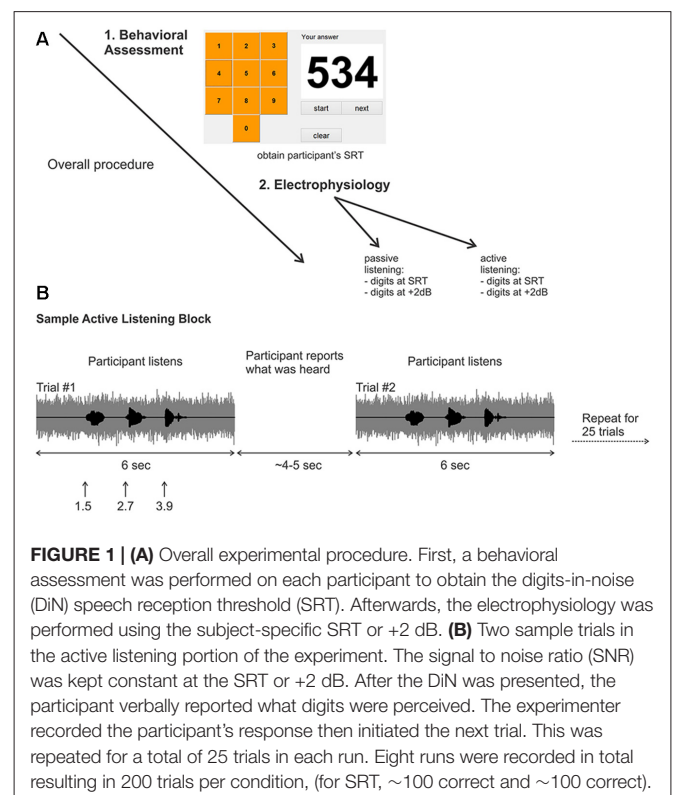 A
1. Behavioral
Assessment
1 2 3
4 5 6
7 8 9
0
Your answer
534
start next
clear
obtain participant's SRT
Overall procedure
2. Electrophysiology
passive
listening:
- digits at SRT
- digits at +2dB
active
listening:
- digits at SRT
- digits at +2dB
B
Sample Active Listening Block
Participant listens
Participant reports
what was heard
Participant listens
Trial #1
Trial #2
Repeat for
25 trials
6 sec
~4-5 sec
6 sec
1.5 2.7 3.9
FIGURE 1 | (A) Overall experimental procedure. First, a behavioral
assessment was performed on each participant to obtain the digits-in-noise
(DiN) speech reception threshold (SRT). Afterwards, the electrophysiology was
performed using the subject-specific SRT or +2 dB. (B) Two sample trials in
the active listening portion of the experiment. The signal to noise ratio (SNR)
was kept constant at the SRT or +2 dB. After the DiN was presented, the
participant verbally reported what digits were perceived. The experimenter
recorded the participant's response then initiated the next trial. This was
repeated for a total of 25 trials in each run. Eight runs were recorded in total
resulting in 200 trials per condition, (for SRT, ~100 correct and ~100 correct).